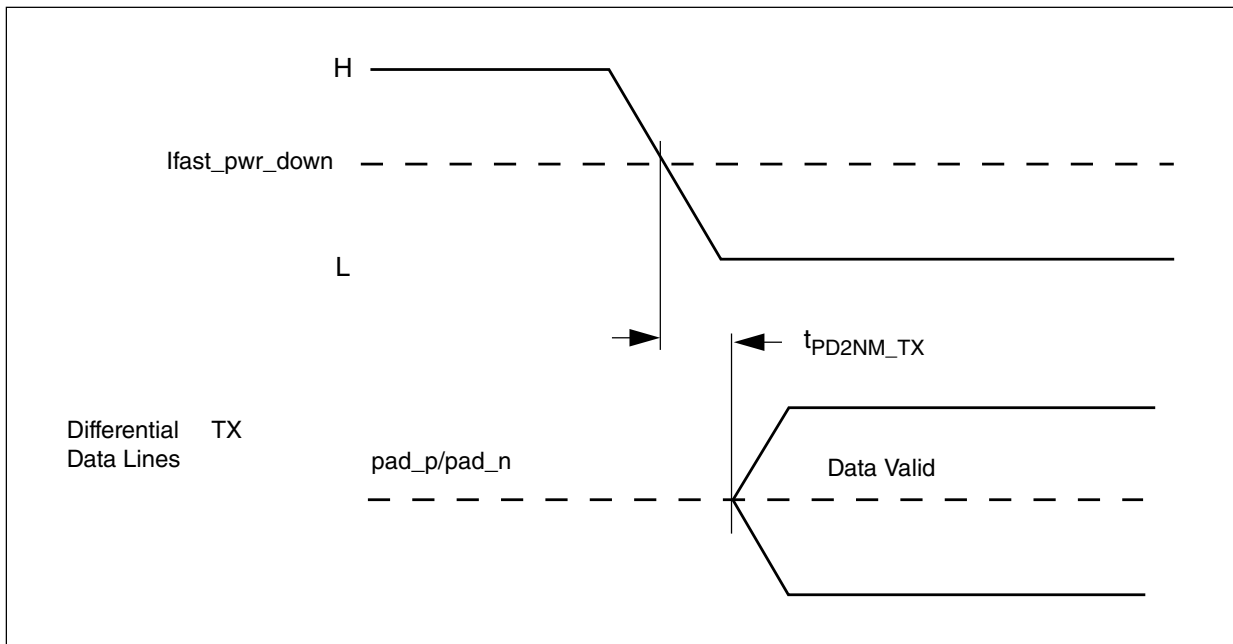 H
lfast_pwr_down
L
tPD2NM_TX
Differential TX
Data Lines
pad_p/pad_n
Data Valid